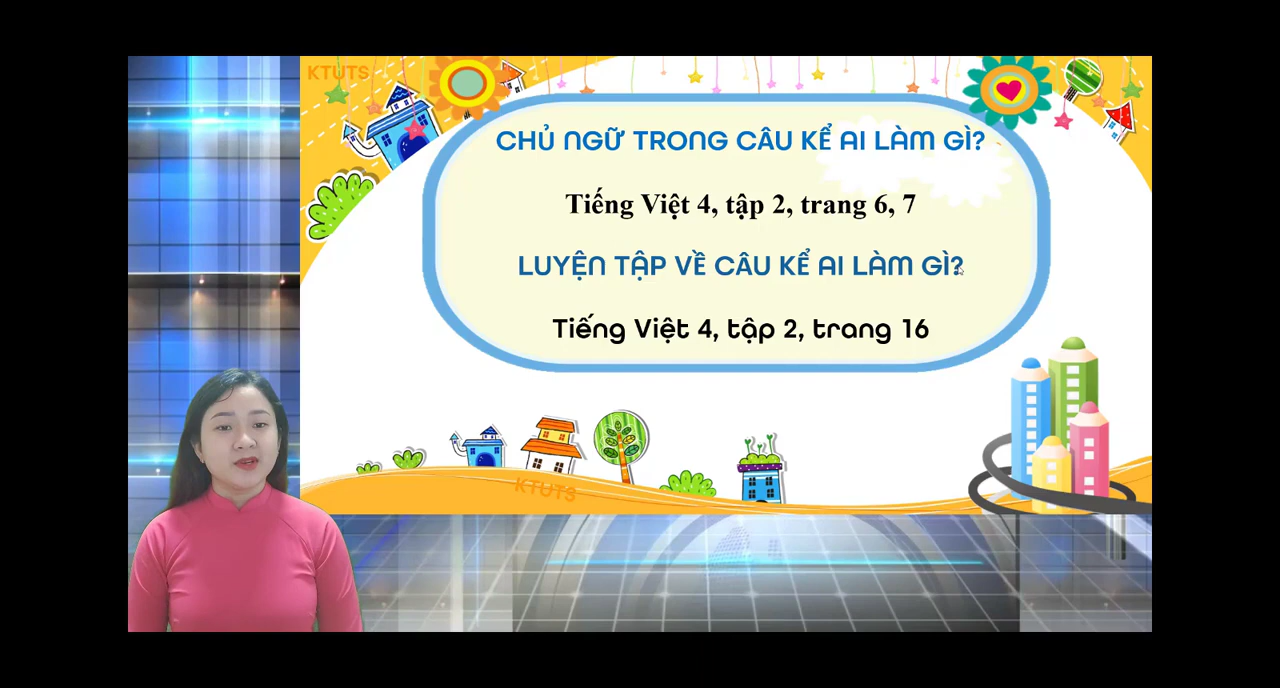 KTUTS
CHỦ NGỮ TRONG CÂU KỂ AI LÀM GÌ?
Tiếng Việt 4, tập 2, trang 6, 7
LUYỆN TẬP VỀ CÂU KỂ AI LÀM GÌ?
Tiếng Việt 4, tập 2, trang 16
KTUTS